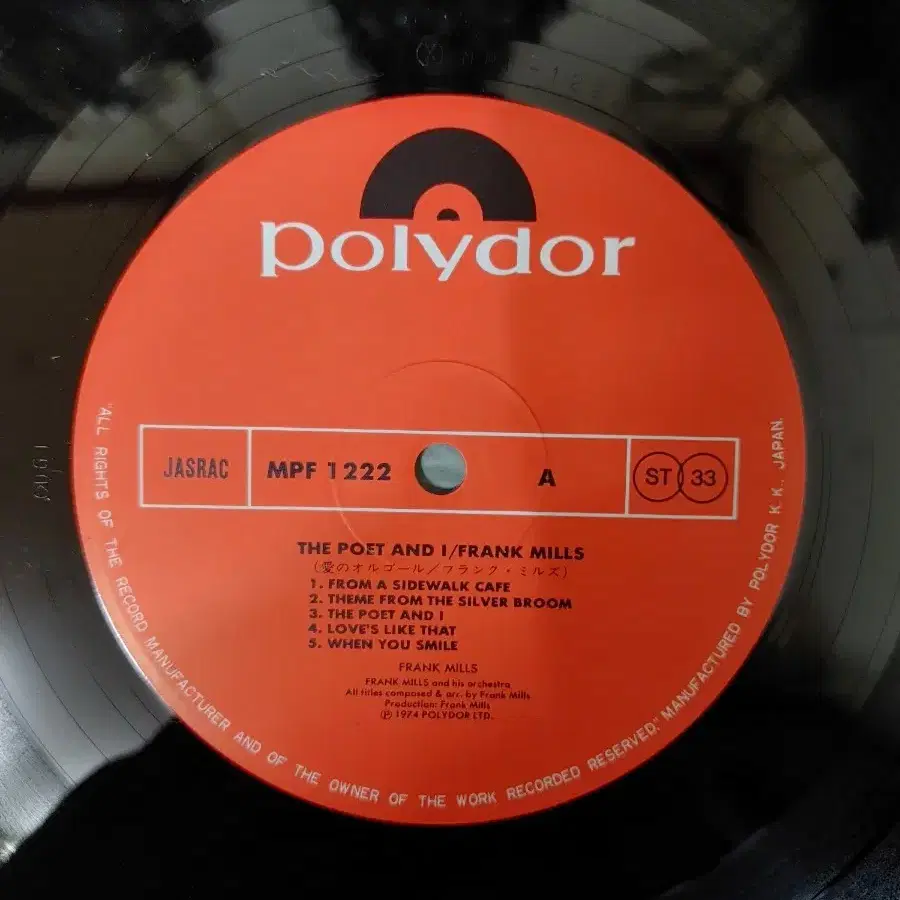 polydor
JASRAC MPF 1222 A ST 33
THE POET AND I/FRANK MILLS
(愛のオルゴール/フランク・ミルズ)
1. FROM A SIDEWALK CAFE
2. THEME FROM THE SILVER BROOM
3. THE POET AND I
4. LOVE'S LIKE THAT
5. WHEN YOU SMILE
FRANK MILLS
FRANK MILLS and his orchestra
All titles composed & arr. by Frank Mills
Production: Frank Mills
Ⓟ 1974 POLYDOR LTD.
"ALL RIGHTS OF THE RECORD MANUFACTURER AND OF THE OWNER OF THE WORK RECORDED RESERVED." MANUFACTURED BY POLYDOR K.K., JAPAN.